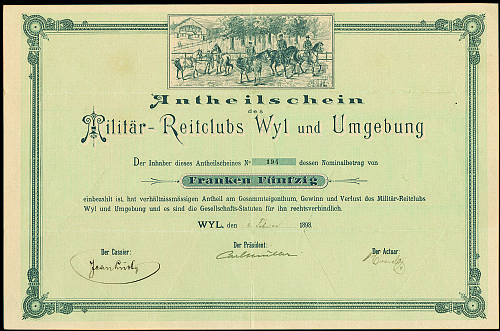 Antheilschein
des
Militär-Reitclubs Wyl und Umgebung
Der Inhaber dieses Antheilscheines No 194 dessen Nominalbetrag von
Franken Fünfzig
einbezahlt ist, hat verhältnissmässigen Antheil am Gesammteigenthum, Gewinn und Verlust des Militär-Reitclubs
Wyl und Umgebung und es sind die Gesellschafts-Statuten für ihn rechtsverbindlich.
WYL, den 1898.
Der Cassier: Der Präsident: Der Actuar: